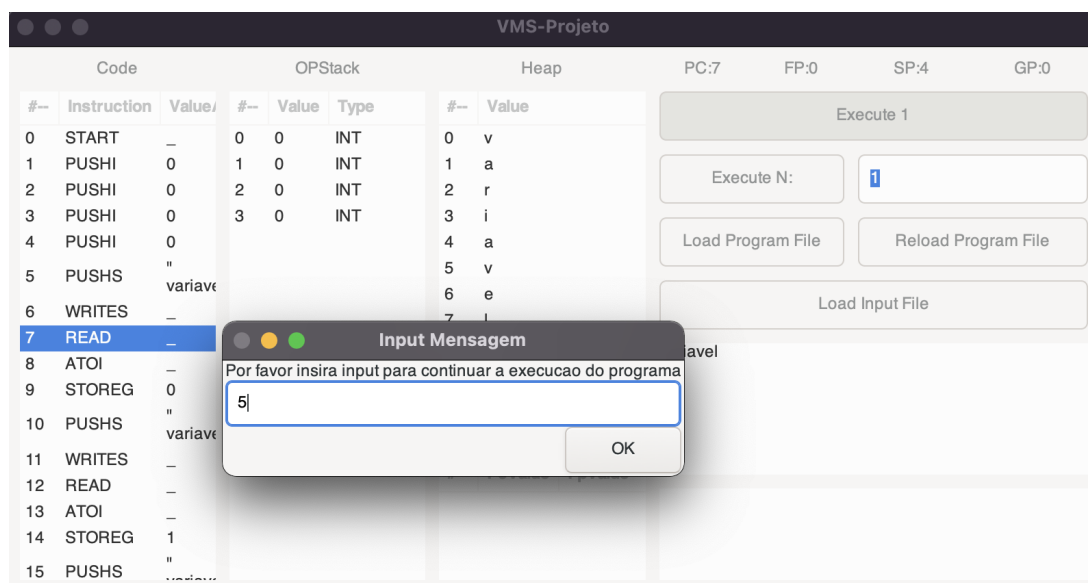 VMS-Projeto
Code OPStack Heap PC:7 FP:0 SP:4 GP:0
#-- Instruction Value/ #-- Value Type #-- Value
Execute 1
0 START _ 0 0 INT 0 v
1 PUSHI 0 1 0 INT 1 a
2 PUSHI 0 2 0 INT 2 r
Execute N: 1
3 PUSHI 0 3 0 INT 3 i
4 PUSHI 0 4 a
Load Program File Reload Program File
5 PUSHS " variave 5 v
6 e
Load Input File
6 WRITES _ 7 l
7 READ _
Input Mensagem
iavel
8 ATOI _
Por favor insira input para continuar a execucao do programa
9 STOREG 0
5
10 PUSHS " variave
OK
11 WRITES _
12 READ _
13 ATOI _
14 STOREG 1
15 PUSHS "